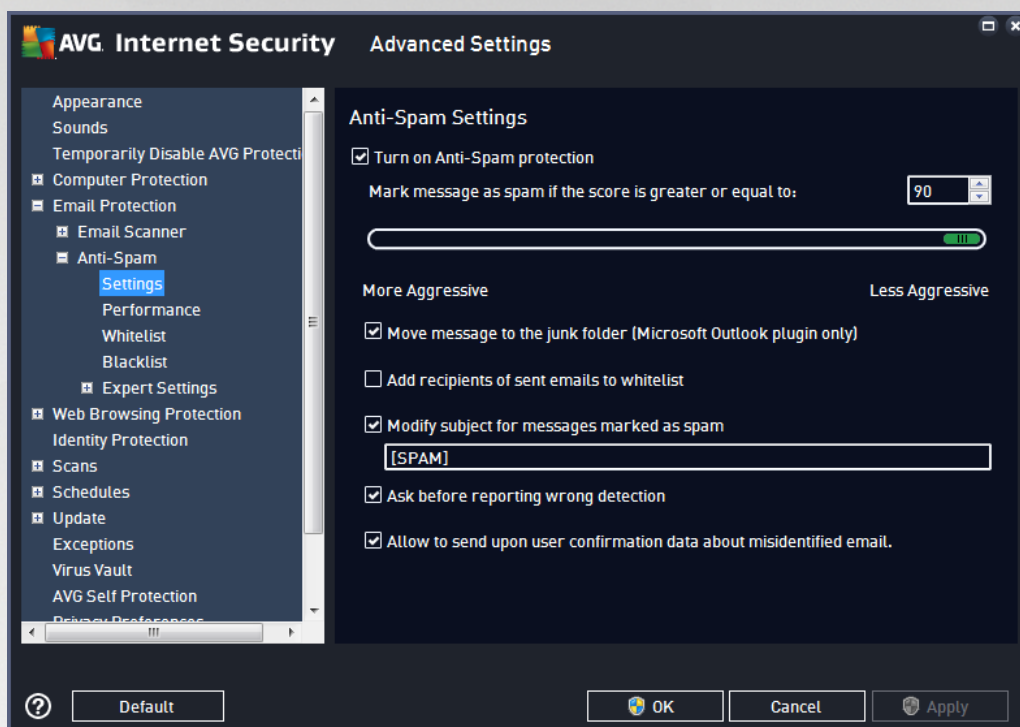 AVG. Internet Security Advanced Settings
Appearance
Sounds
Temporarily Disable AVG Protecti
Computer Protection
Email Protection
Email Scanner
Anti-Spam
Settings
Performance
Whitelist
Blacklist
Expert Settings
Web Browsing Protection
Identity Protection
Scans
Schedules
Update
Exceptions
Virus Vault
AVG Self Protection
Privacy Preferences
Anti-Spam Settings
Turn on Anti-Spam protection
Mark message as spam if the score is greater or equal to: 90
More Aggressive Less Aggressive
Move message to the junk folder (Microsoft Outlook plugin only)
Add recipients of sent emails to whitelist
Modify subject for messages marked as spam
[SPAM]
Ask before reporting wrong detection
Allow to send upon user confirmation data about misidentified email.
? Default OK Cancel Apply